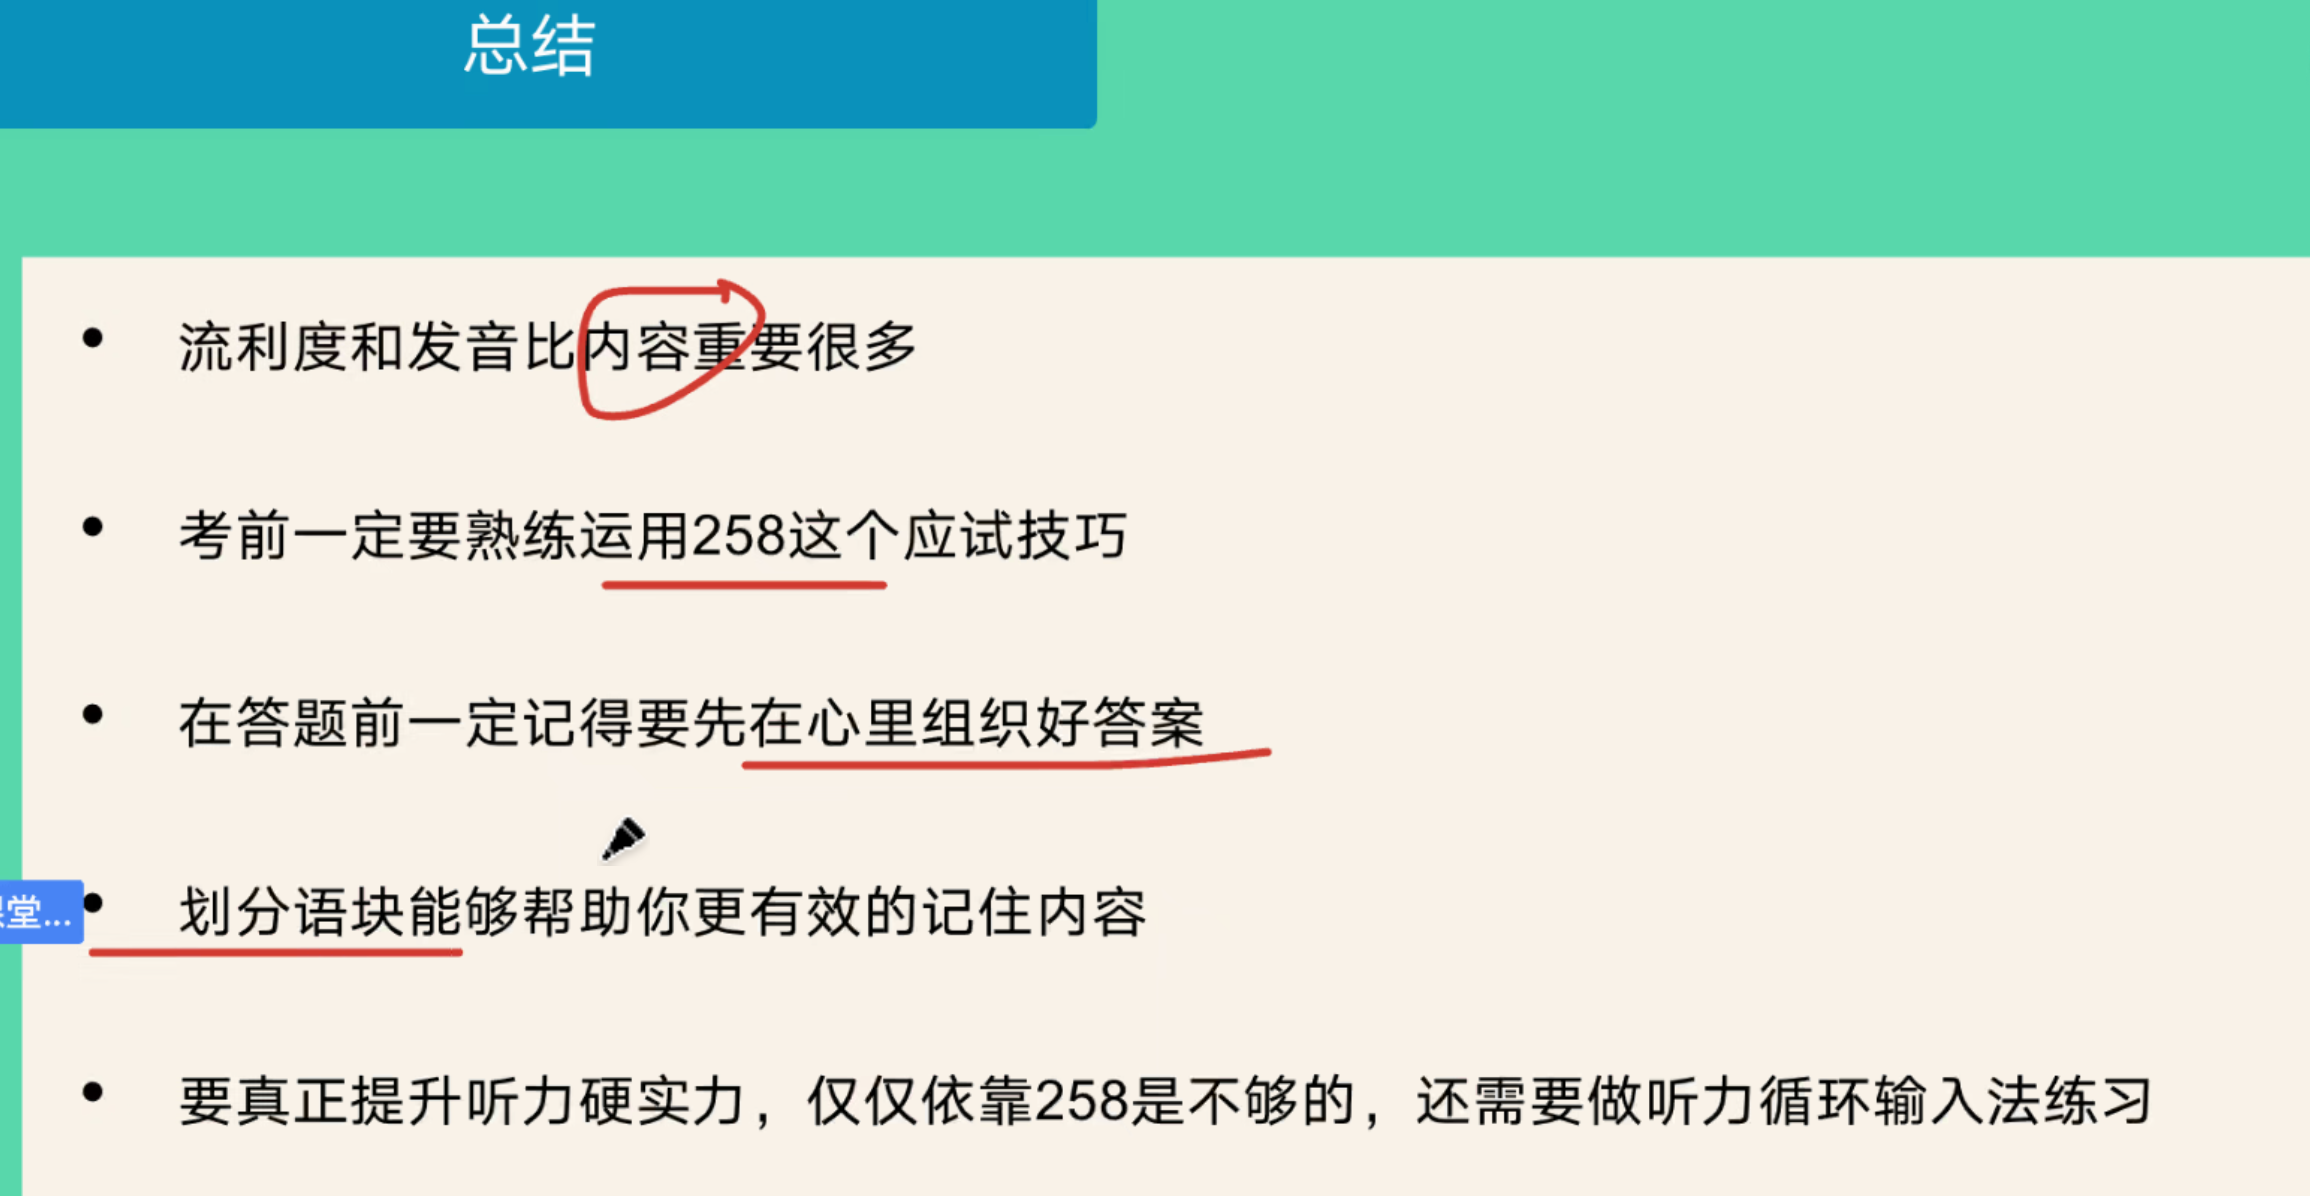 总结
流利度和发音比内容重要很多
考前一定要熟练运用258这个应试技巧
在答题前一定记得要先在心里组织好答案
堂...
划分语块能够帮助你更有效的记住内容
要真正提升听力硬实力，仅仅依靠258是不够的，还需要做听力循环输入法练习